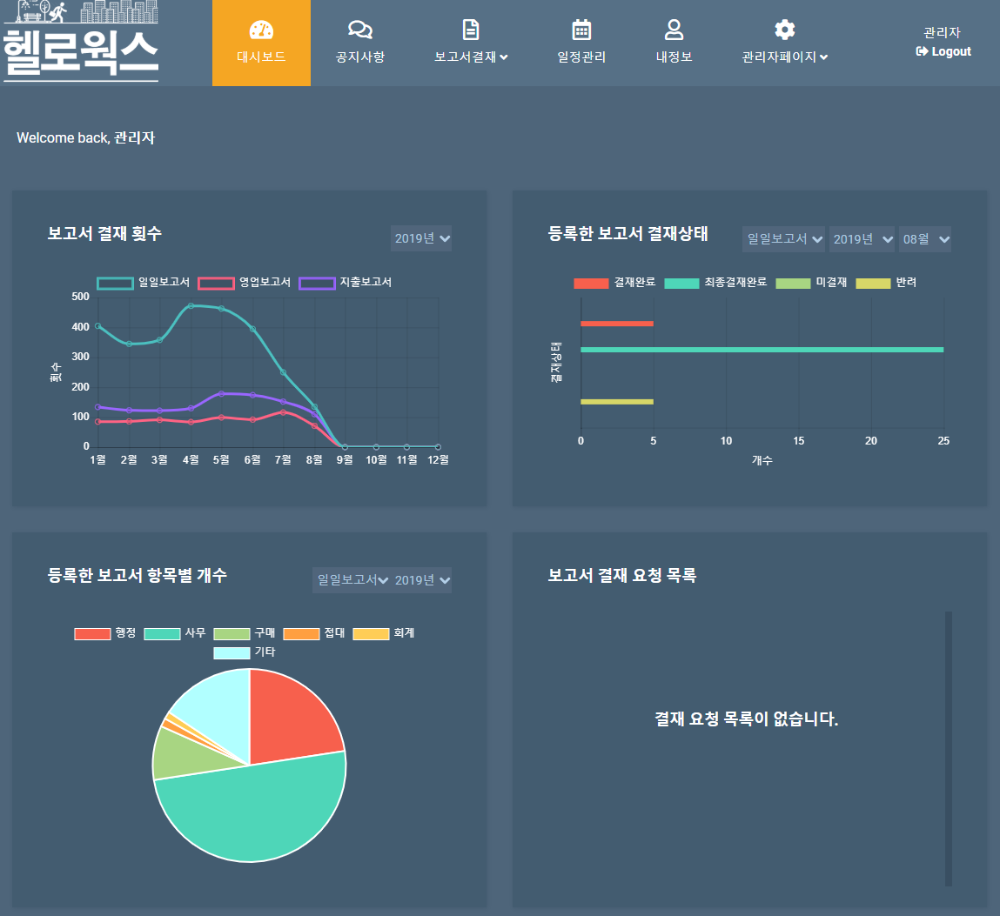 헬로웍스
대시보드
공지사항
보고서결재
일정관리
내정보
관리자페이지
관리자
Logout
Welcome back, 관리자
보고서 결재 횟수
2019년
일일보고서 영업보고서 지출보고서
횟수
500
400
300
200
100
0
1월 2월 3월 4월 5월 6월 7월 8월 9월 10월 11월 12월
등록한 보고서 결재상태
일일보고서 2019년 08월
결재완료 최종결재완료 미결재 반려
결재상태
0 5 10 15 20 25
개수
등록한 보고서 항목별 개수
일일보고서 2019년
행정 사무 구매 접대 회계
기타
보고서 결재 요청 목록
결재 요청 목록이 없습니다.